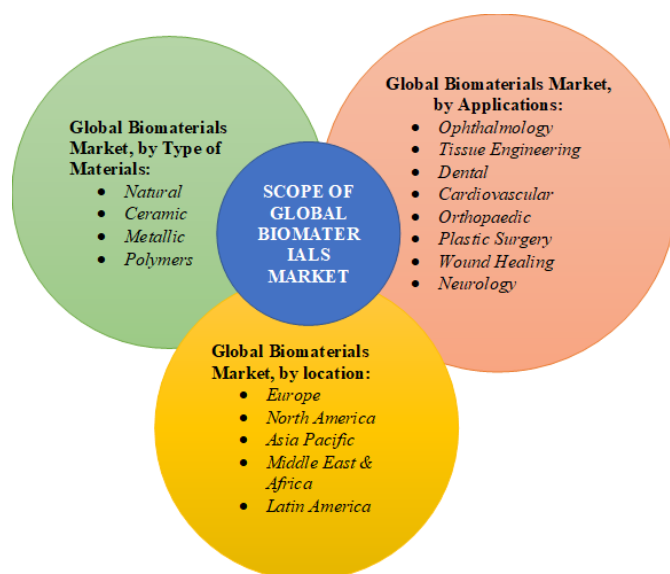 Global Biomaterials
Market, by Type of
Materials:
• Natural
• Ceramic
• Metallic
• Polymers
SCOPE OF
GLOBAL
BIOMATER
IALS
MARKET
Global Biomaterials Market,
by Applications:
• Ophthalmology
• Tissue Engineering
• Dental
• Cardiovascular
• Orthopaedic
• Plastic Surgery
• Wound Healing
• Neurology
Global Biomaterials
Market, by location:
• Europe
• North America
• Asia Pacific
• Middle East &
Africa
• Latin America